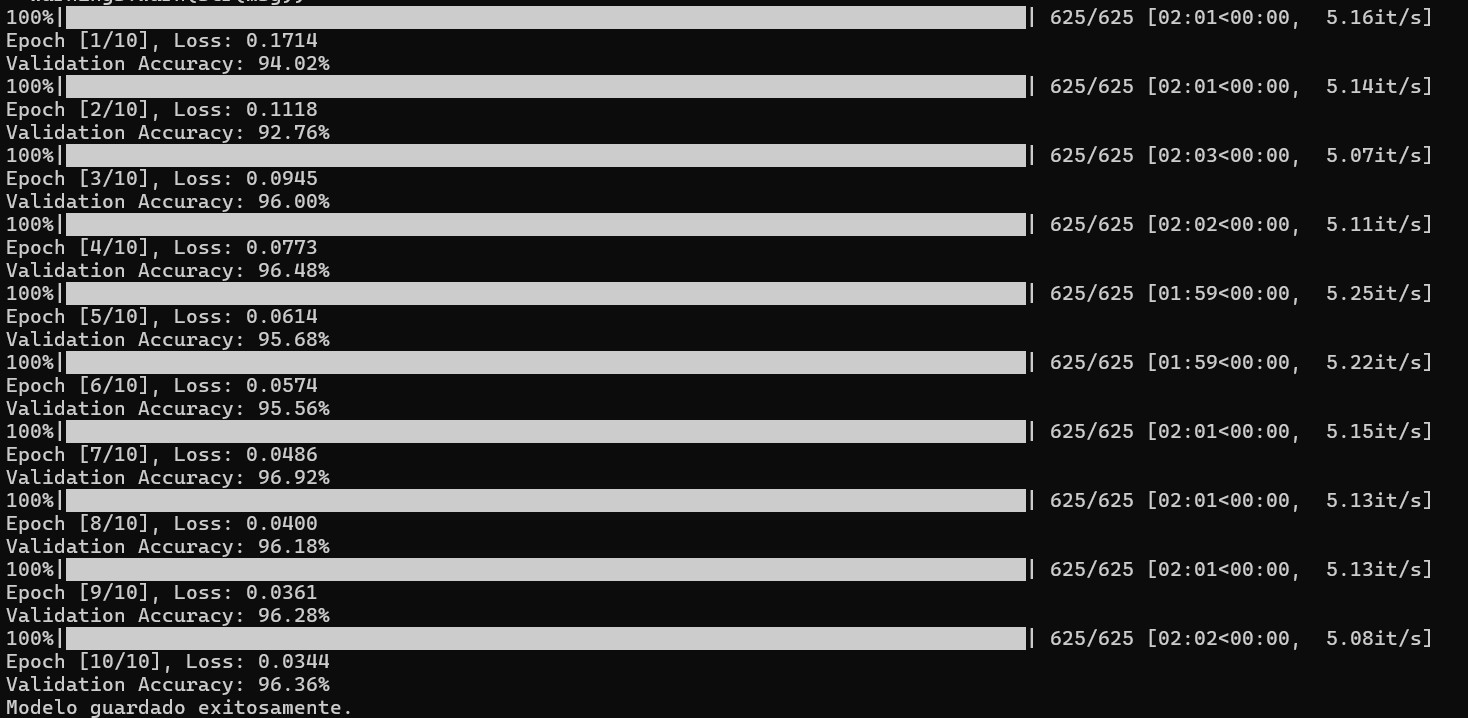 100%| | 625/625 [02:01<00:00,  5.16it/s]
Epoch [1/10], Loss: 0.1714
Validation Accuracy: 94.02%
100%| | 625/625 [02:01<00:00,  5.14it/s]
Epoch [2/10], Loss: 0.1118
Validation Accuracy: 92.76%
100%| | 625/625 [02:03<00:00,  5.07it/s]
Epoch [3/10], Loss: 0.0945
Validation Accuracy: 96.00%
100%| | 625/625 [02:02<00:00,  5.11it/s]
Epoch [4/10], Loss: 0.0773
Validation Accuracy: 96.48%
100%| | 625/625 [01:59<00:00,  5.25it/s]
Epoch [5/10], Loss: 0.0614
Validation Accuracy: 95.68%
100%| | 625/625 [01:59<00:00,  5.22it/s]
Epoch [6/10], Loss: 0.0574
Validation Accuracy: 95.56%
100%| | 625/625 [02:01<00:00,  5.15it/s]
Epoch [7/10], Loss: 0.0486
Validation Accuracy: 96.92%
100%| | 625/625 [02:01<00:00,  5.13it/s]
Epoch [8/10], Loss: 0.0400
Validation Accuracy: 96.18%
100%| | 625/625 [02:01<00:00,  5.13it/s]
Epoch [9/10], Loss: 0.0361
Validation Accuracy: 96.28%
100%| | 625/625 [02:02<00:00,  5.08it/s]
Epoch [10/10], Loss: 0.0344
Validation Accuracy: 96.36%
Modelo guardado exitosamente.